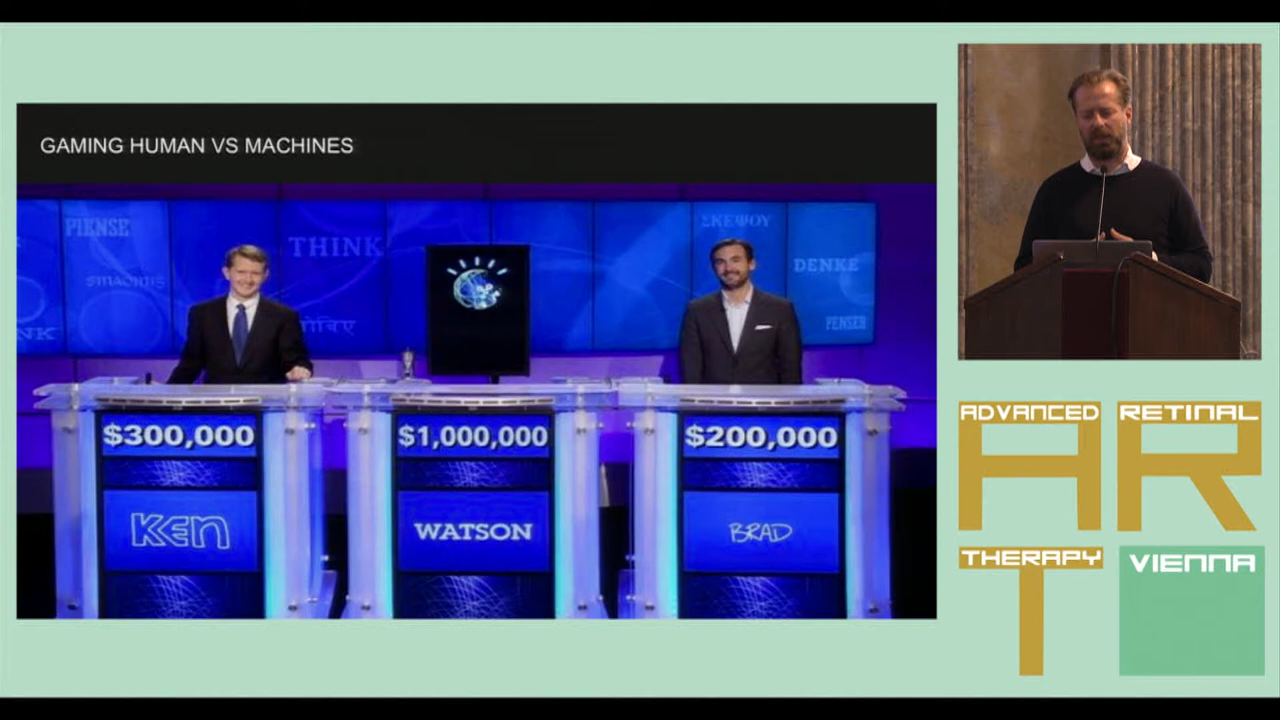 GAMING HUMAN VS MACHINES
PIENSE
THINK
ΣΚΕΨΟΥ
DENKE
PENSER
NK
$300,000
$1,000,000
$200,000
KEN
WATSON
BRAD
ADVANCED
RETINAL
A R
THERAPY
VIENNA
T